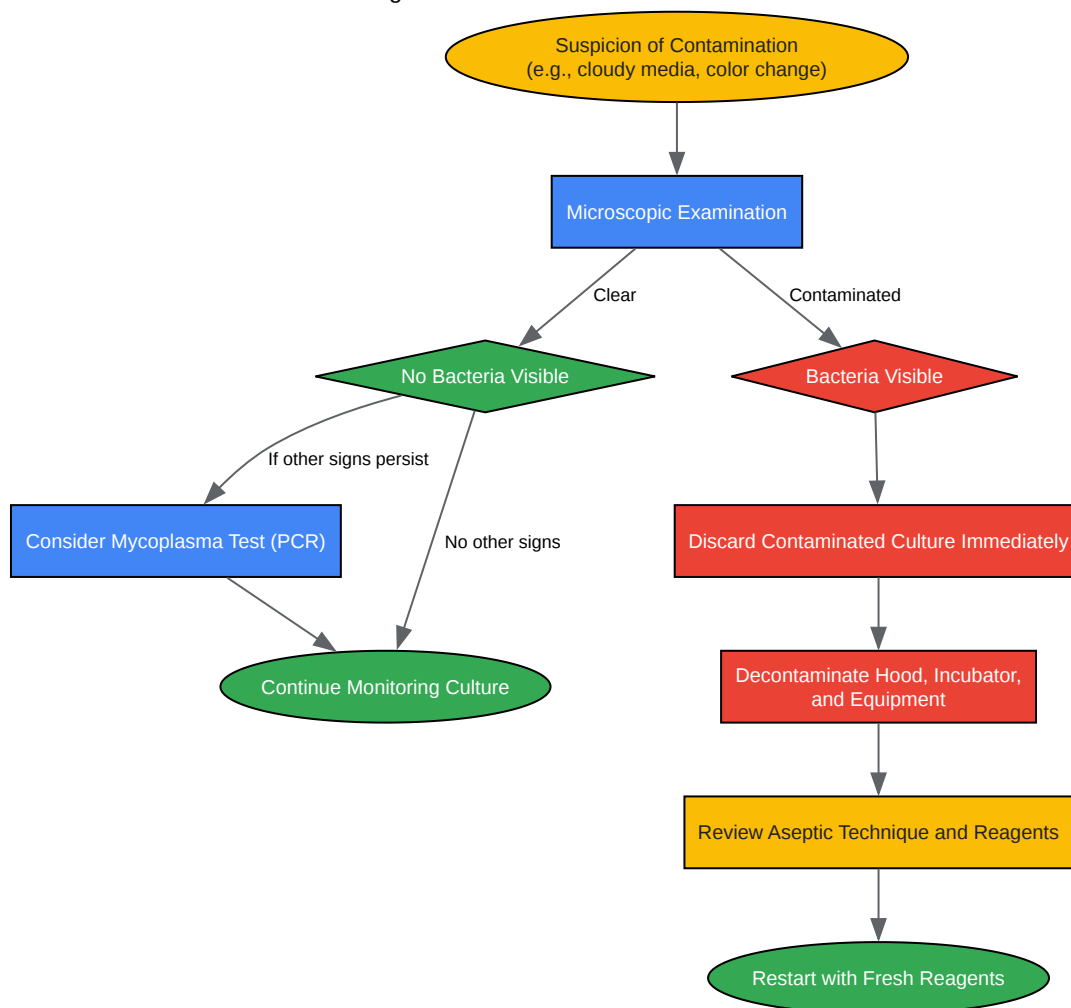 Suspicion of Contamination
(e.g., cloudy media, color change)
Microscopic Examination
Clear
Contaminated
No Bacteria Visible
Bacteria Visible
If other signs persist
Consider Mycoplasma Test (PCR)
No other signs
Discard Contaminated Culture Immediately
Continue Monitoring Culture
Decontaminate Hood, Incubator,
and Equipment
Review Aseptic Technique and Reagents
Restart with Fresh Reagents